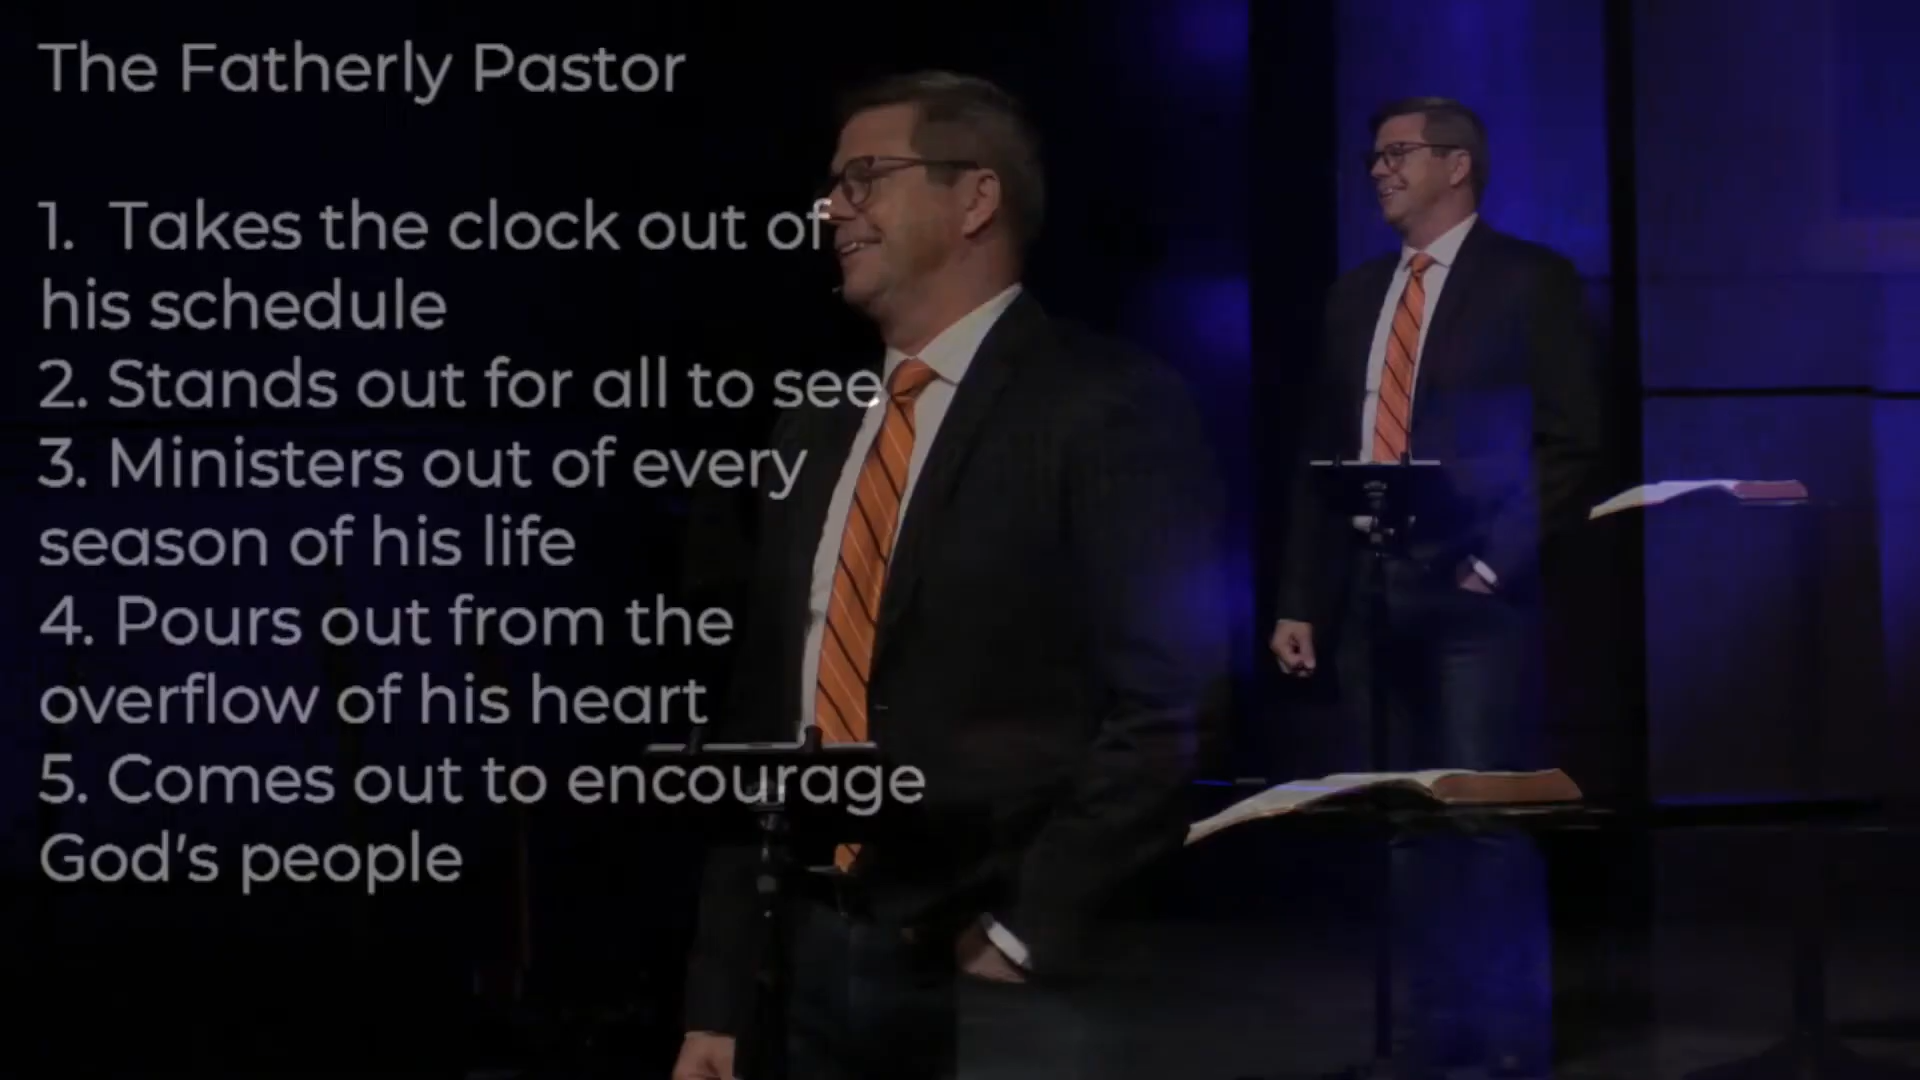 The Fatherly Pastor
1. Takes the clock out of
his schedule
2. Stands out for all to see
3. Ministers out of every
season of his life
4. Pours out from the
overflow of his heart
5. Comes out to encourage
God's people